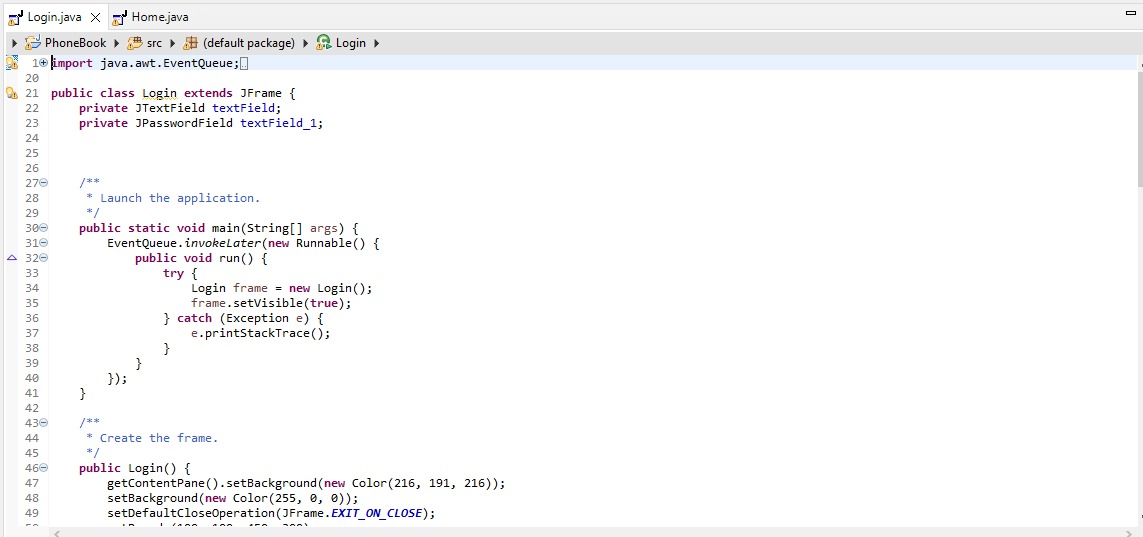 Login.java Home.java
PhoneBook src (default package) Login
1 import java.awt.EventQueue;
20
21 public class Login extends JFrame {
22 private JTextField textField;
23 private JPasswordField textField_1;
24
25
26
27 /**
28 * Launch the application.
29 */
30 public static void main(String[] args) {
31 EventQueue.invokeLater(new Runnable() {
32 public void run() {
33 try {
34 Login frame = new Login();
35 frame.setVisible(true);
36 } catch (Exception e) {
37 e.printStackTrace();
38 }
39 }
40 });
41 }
42
43 /**
44 * Create the frame.
45 */
46 public Login() {
47 getContentPane().setBackground(new Color(216, 191, 216));
48 setBackground(new Color(255, 0, 0));
49 setDefaultCloseOperation(JFrame.EXIT_ON_CLOSE);